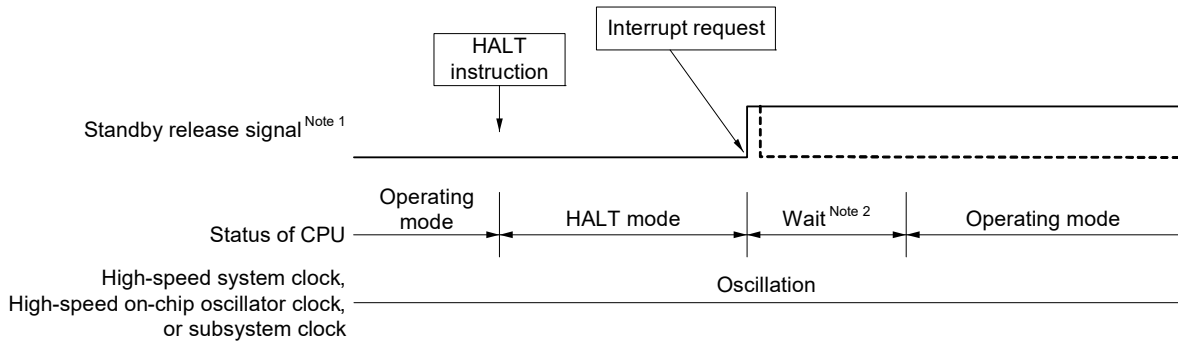 Interrupt request
HALT
instruction
Standby release signal Note 1
Operating
mode
HALT mode
Wait Note 2
Operating mode
Status of CPU
High-speed system clock,
High-speed on-chip oscillator clock,
or subsystem clock
Oscillation